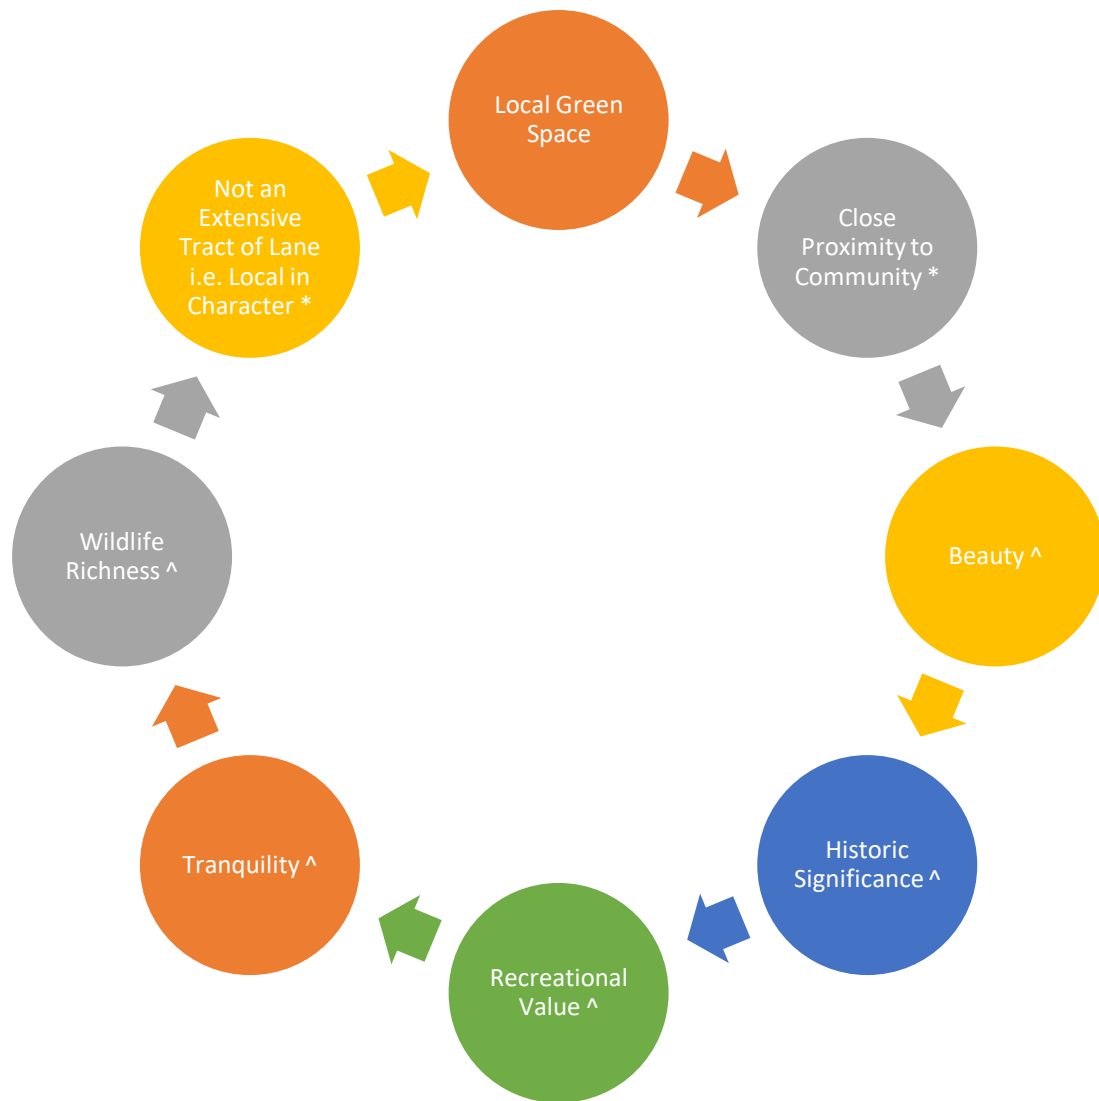 Local Green
Space
Close
Proximity to
Community *
Beauty ^
Historic
Significance ^
Recreational
Value ^
Tranquility ^
Wildlife
Richness ^
Not an
Extensive
Tract of Lane
i.e. Local in
Character *